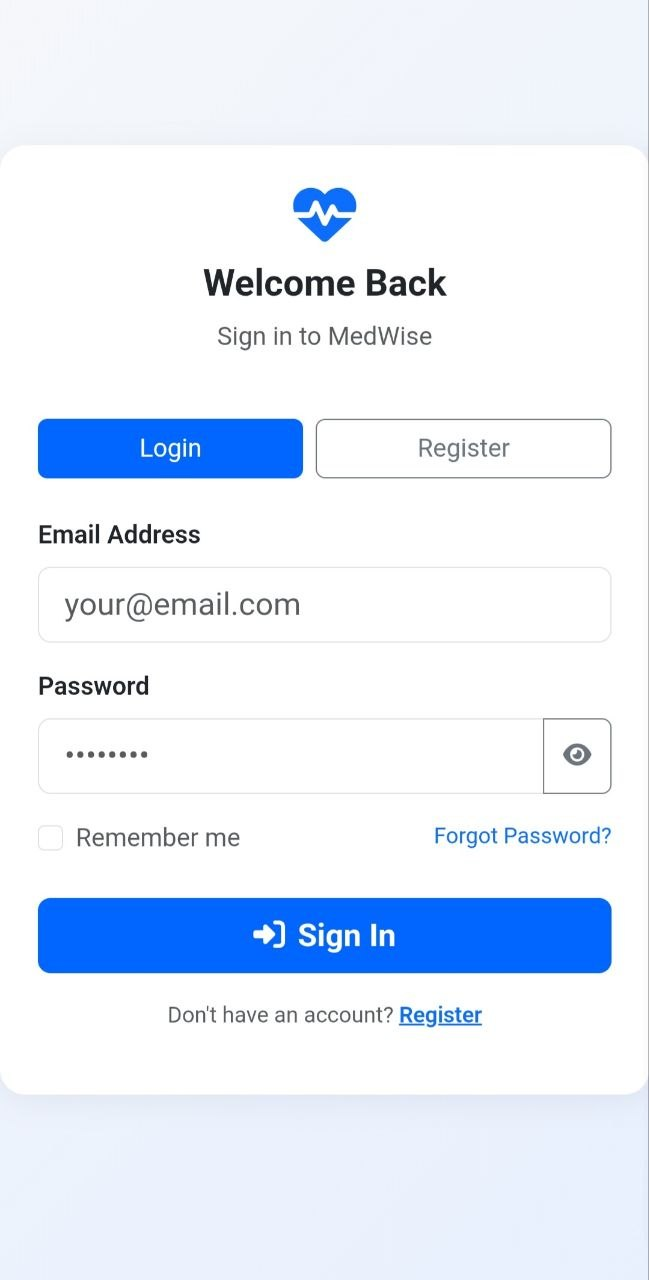 Welcome Back
Sign in to MedWise
Login Register
Email Address
your@email.com
Password
••••••••
Remember me Forgot Password?
Sign In
Don't have an account? Register